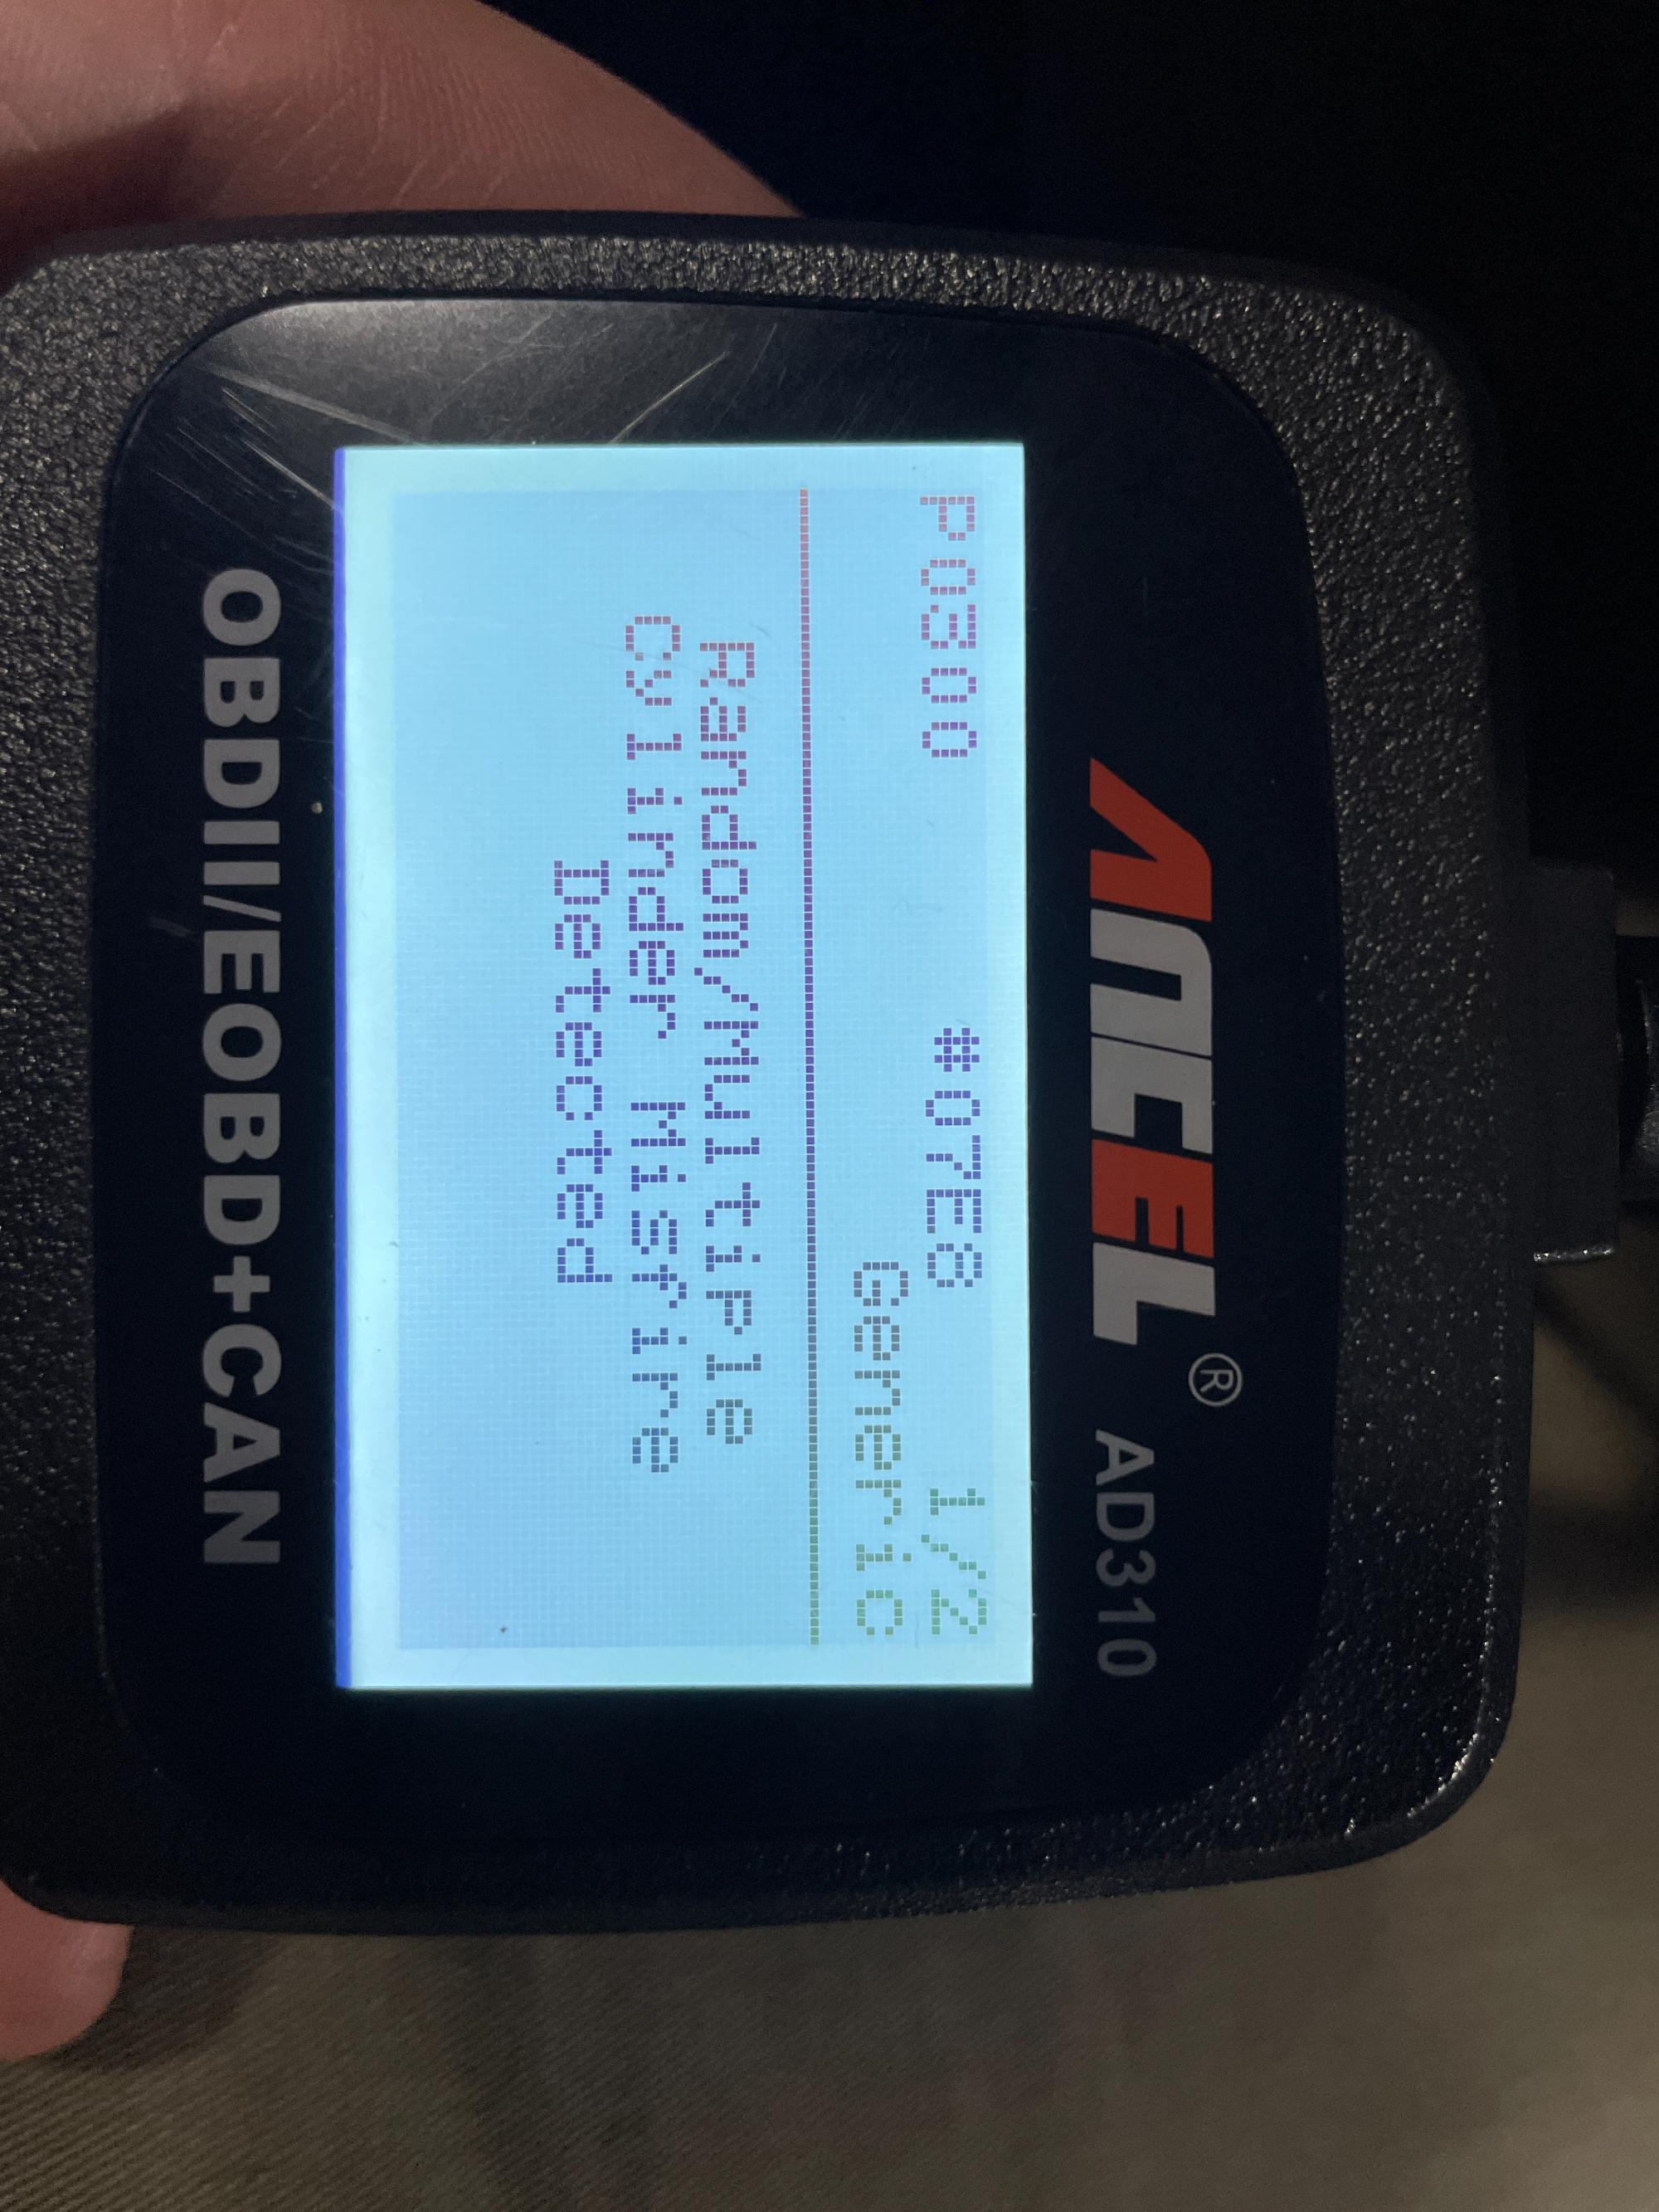 ANCEL® AD310
P0300 #07E8 1/2
Generic
Random/Multiple
Cylinder Misfire
Detected
OBDII/EOBD+CAN